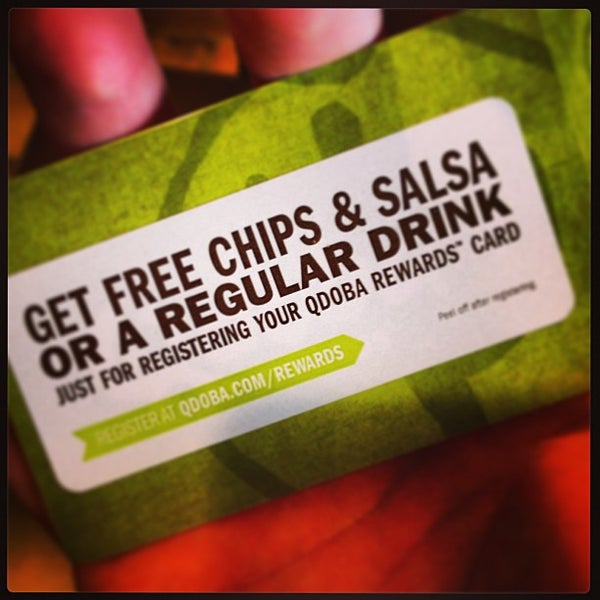 GET FREE CHIPS & SALSA
OR A REGULAR DRINK
JUST FOR REGISTERING YOUR QDOBA REWARDS™ CARD
Peel off after registering.
REGISTER AT QDOBA.COM/REWARDS